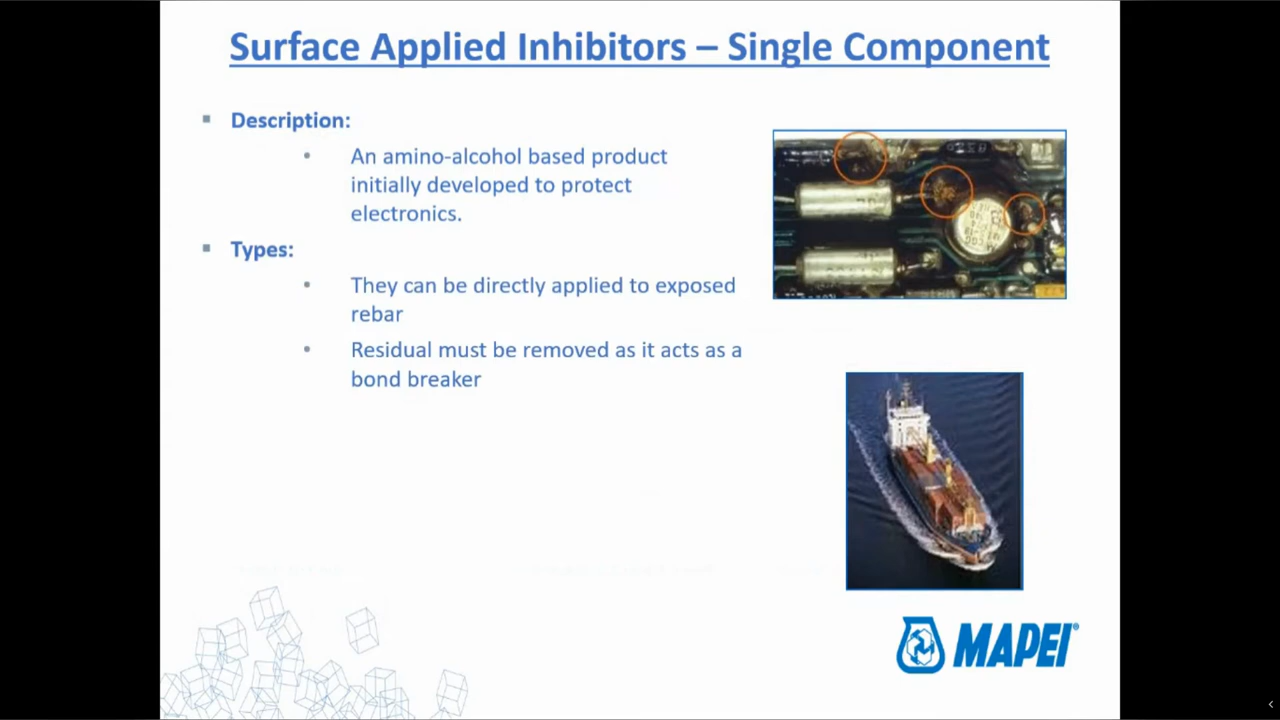 Surface Applied Inhibitors – Single Component
▪ Description:
• An amino-alcohol based product
initially developed to protect
electronics.
▪ Types:
• They can be directly applied to exposed
rebar
• Residual must be removed as it acts as a
bond breaker
MAPEI®